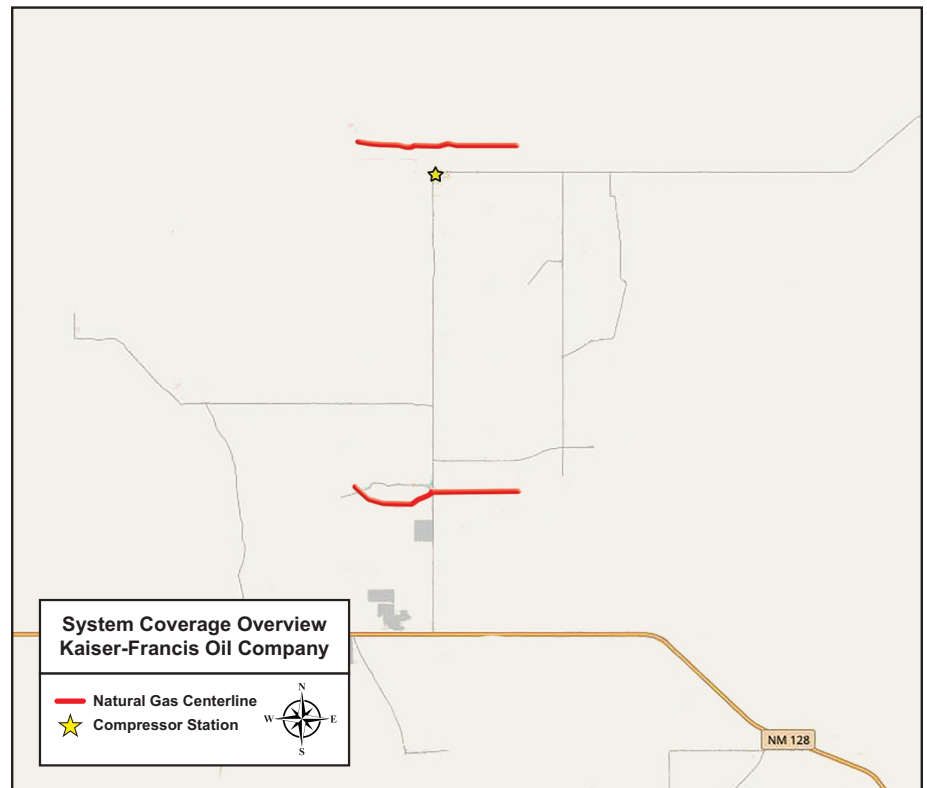 System Coverage Overview
Kaiser-Francis Oil Company
Natural Gas Centerline
Compressor Station
N
W
E
S
NM 128